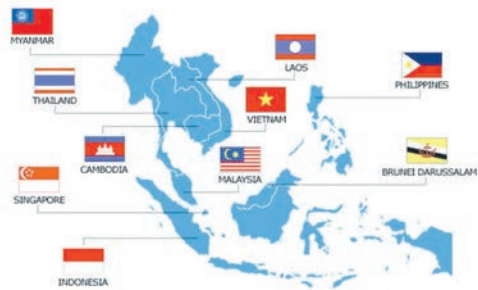 MYANMAR
LAOS
PHILIPPINES
THAILAND
VIETNAM
CAMBODIA
MALAYSIA
BRUNEI DARUSSALAM
SINGAPORE
INDONESIA